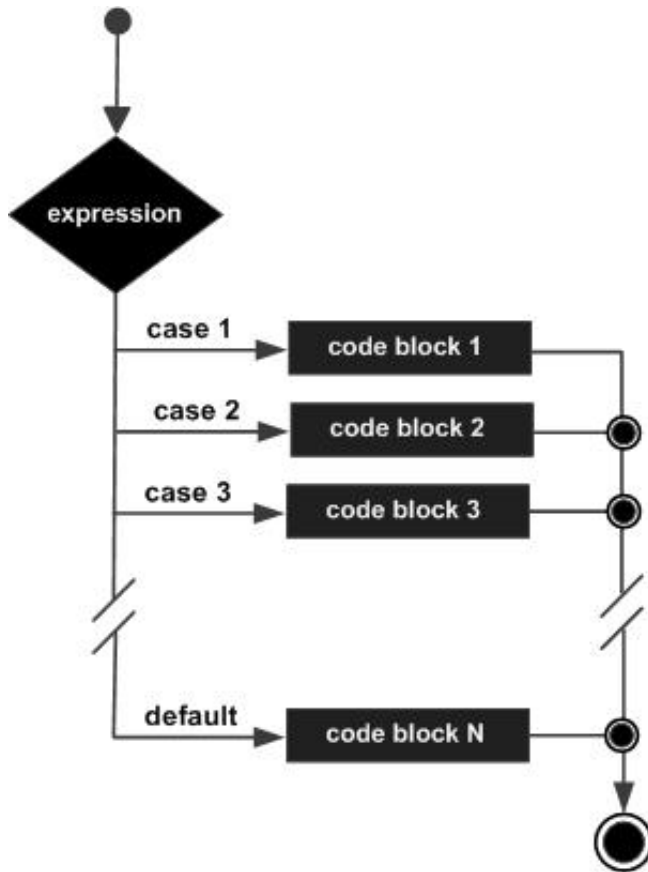 expression
case 1
code block 1
case 2
code block 2
case 3
code block 3
default
code block N